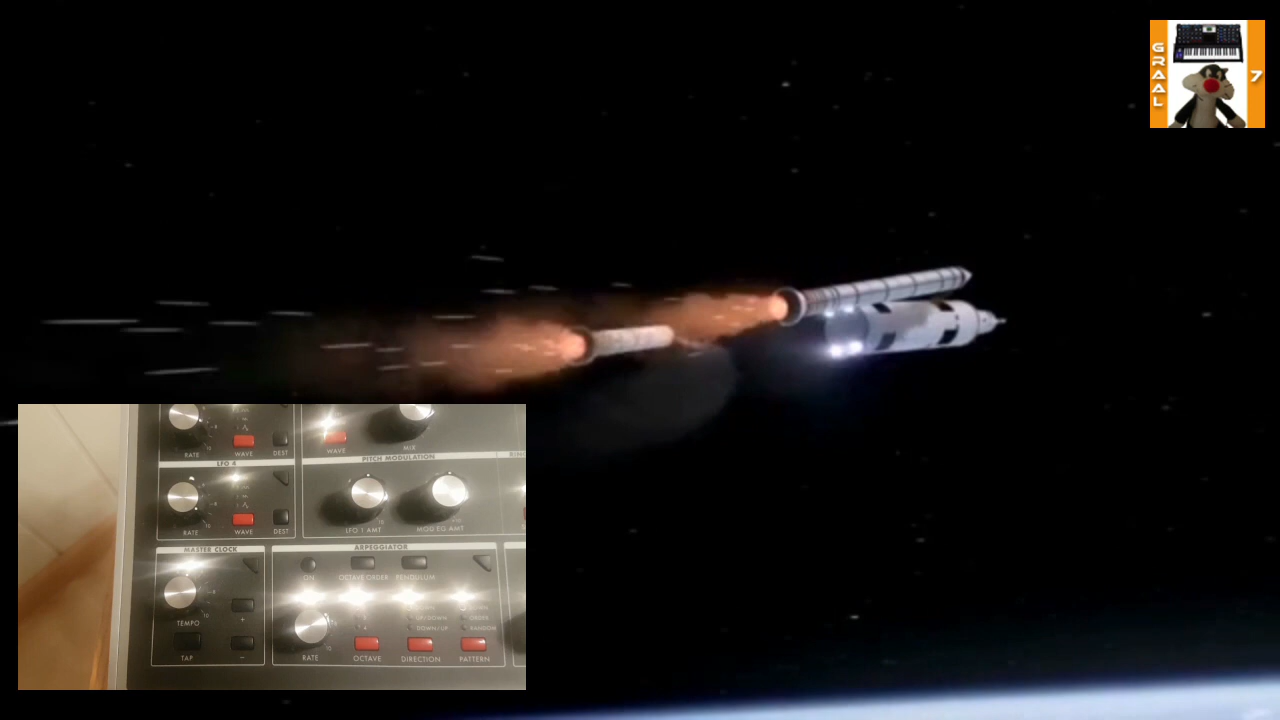 GRAAL
7
RATE
WAVE
DEST
WAVE
MIX
LFO 4
PITCH MODULATION
RATE
WAVE
DEST
LFO 1 AMT
MOD EG AMT
MASTER CLOCK
ARPEGGIATOR
ON
OCTAVE ORDER
PENDULUM
TEMPO
+
UP/DOWN
DOWN/UP
ORDER
RANDOM
TAP
-
RATE
OCTAVE
DIRECTION
PATTERN